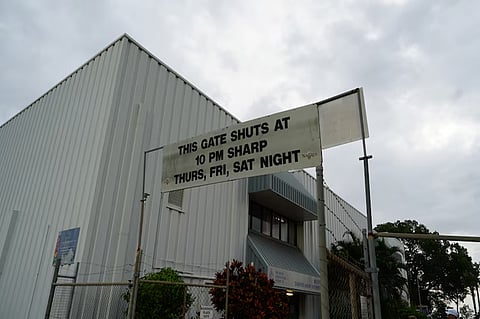 THIS GATE SHUTS AT
10 PM SHARP
THURS, FRI, SAT NIGHT